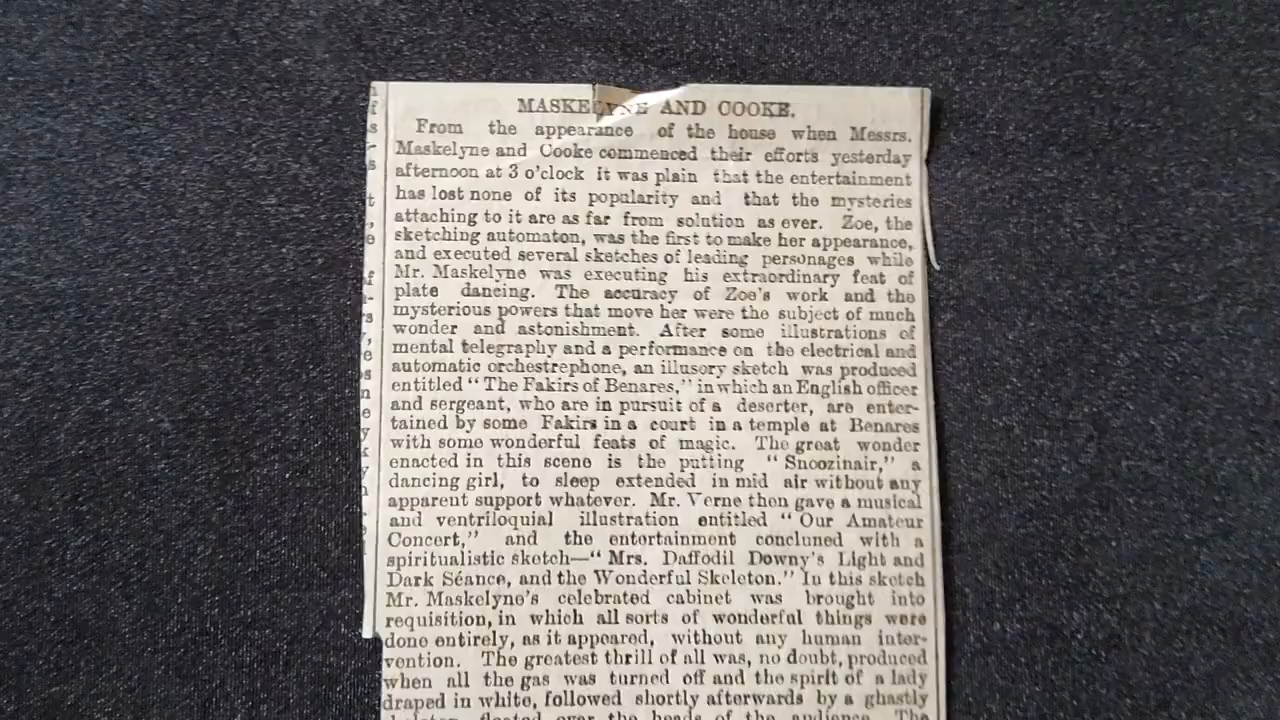 MASKELYNE AND COOKE.
From the appearance of the house when Messrs.
Maskelyne and Cooke commenced their efforts yesterday
afternoon at 3 o'clock it was plain that the entertainment
has lost none of its popularity and that the mysteries
attaching to it are as far from solution as ever. Zoe, the
sketching automaton, was the first to make her appearance,
and executed several sketches of leading personages while
Mr. Maskelyne was executing his extraordinary feat of
plate dancing. The accuracy of Zoe's work and the
mysterious powers that move her were the subject of much
wonder and astonishment. After some illustrations of
mental telegraphy and a performance on the electrical and
automatic orchestrephone, an illusory sketch was produced
entitled "The Fakirs of Benares," in which an English officer
and sergeant, who are in pursuit of a deserter, are enter-
tained by some Fakirs in a court in a temple at Benares
with some wonderful feats of magic. The great wonder
enacted in this scene is the putting "Snoozinair," a
dancing girl, to sleep extended in mid air without any
apparent support whatever. Mr. Verne then gave a musical
and ventriloquial illustration entitled "Our Amateur
Concert," and the entertainment concluned with a
spiritualistic sketch—"Mrs. Daffodil Downy's Light and
Dark Séance, and the Wonderful Skeleton." In this sketch
Mr. Maskelyne's celebrated cabinet was brought into
requisition, in which all sorts of wonderful things were
done entirely, as it appeared, without any human inter-
vention. The greatest thrill of all was, no doubt, produced
when all the gas was turned off and the spirit of a lady
draped in white, followed shortly afterwards by a ghastly
floated over the heads of the audience. The